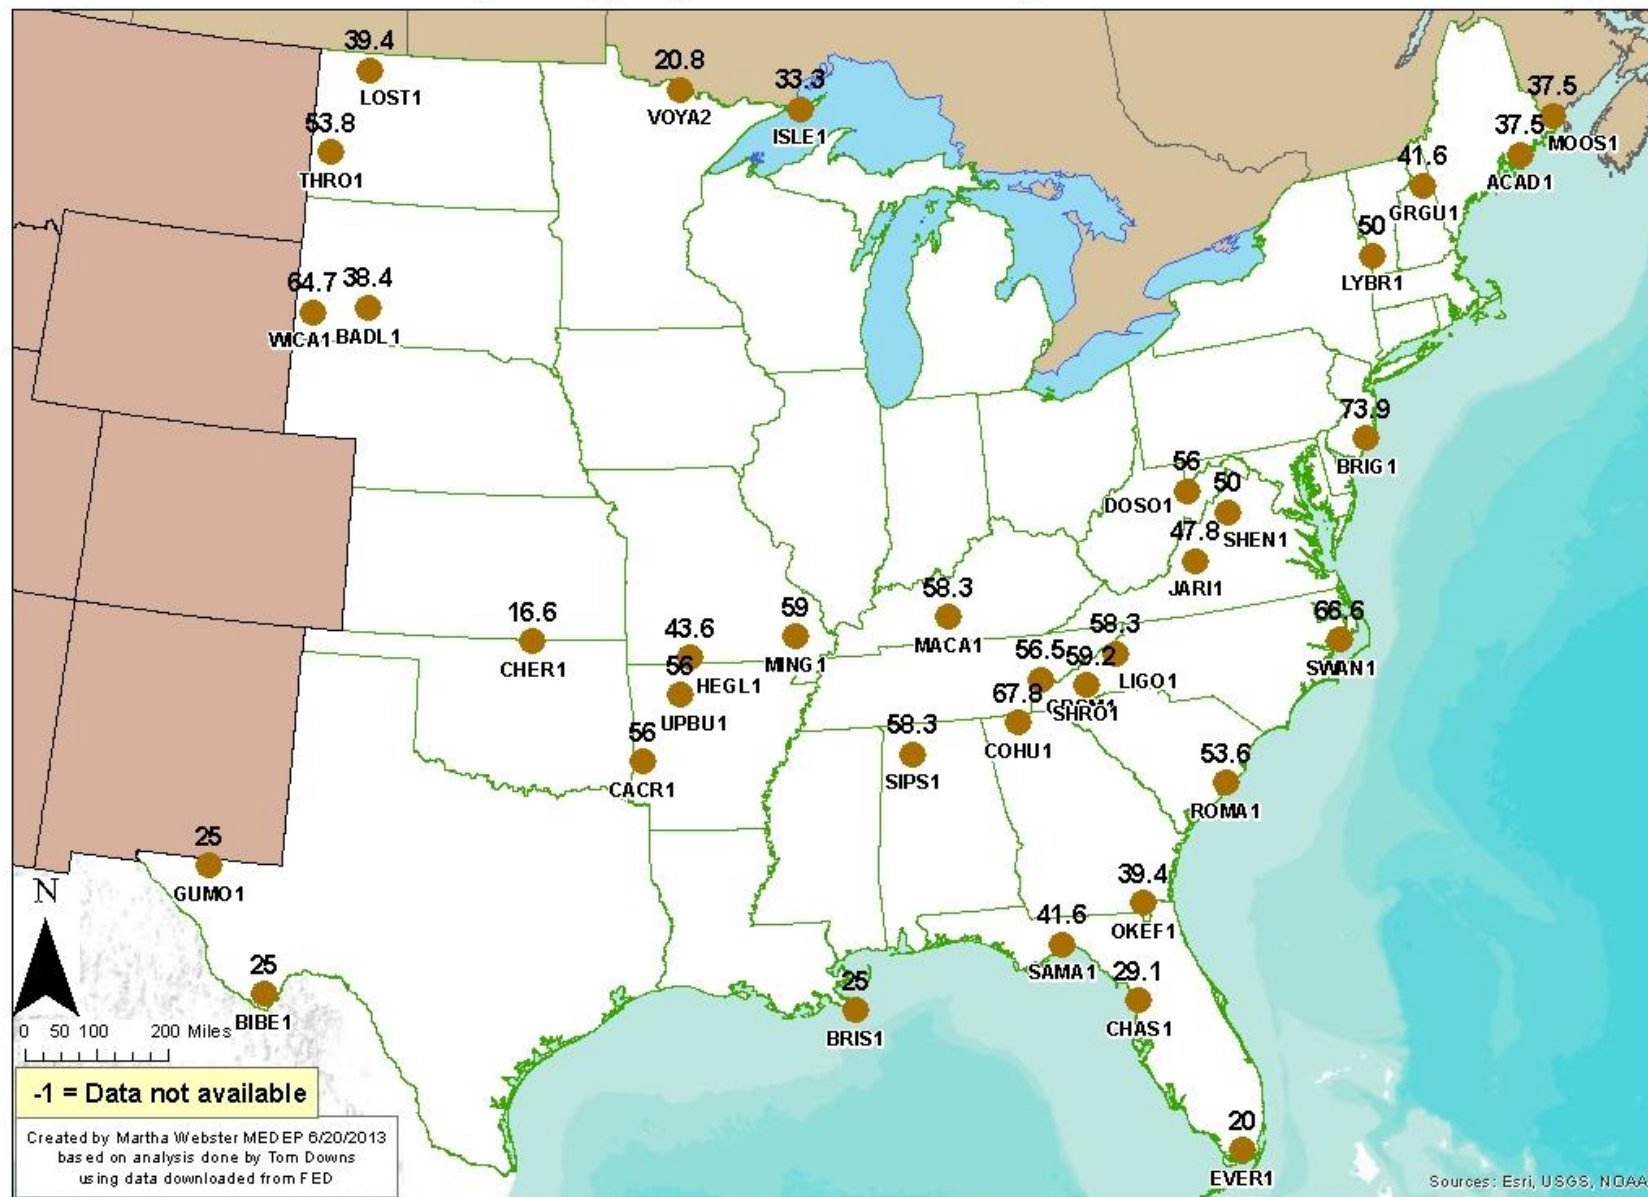 39.4
LOST1
20.8
VOYA2
33.3
ISLE1
37.5
MOOS1
37.5
ACAD1
53.8
THRO1
41.6
GRGU1
50
LYBR1
64.7
WICA1
38.4
BADL1
73.9
BRIG1
56
DOSO1
50
SHEN1
47.8
JARI1
58.3
MACA1
16.6
CHER1
43.6
HEGL1
59
MING1
58.3
LIGO1
66.6
SWAN1
56.5
59.2
SHRO1
56
UPBU1
67.8
COHU1
58.3
SIPS1
56
CACR1
53.6
ROMA1
25
GUMO1
39.4
OKEF1
41.6
SAMA1
29.1
CHAS1
25
BIBE1
25
BRIS1
20
EVER1
N
0 50 100 200 Miles
-1 = Data not available
Created by Martha Webster MEDEP 6/20/2013
based on analysis done by Tom Downs
using data downloaded from FED
Sources: Esri, USGS, NOAA